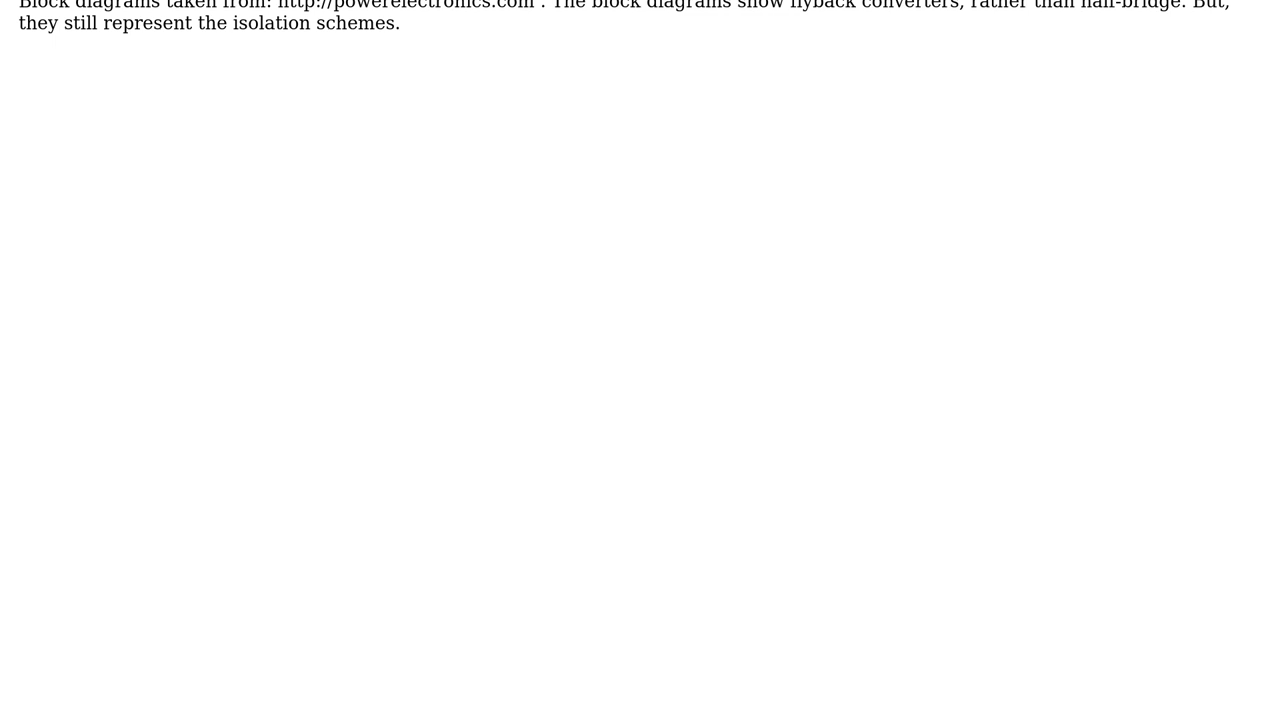 Block diagrams taken from: http://powerelectronics.com . The block diagrams show flyback converters, rather than half-bridge. But,
they still represent the isolation schemes.